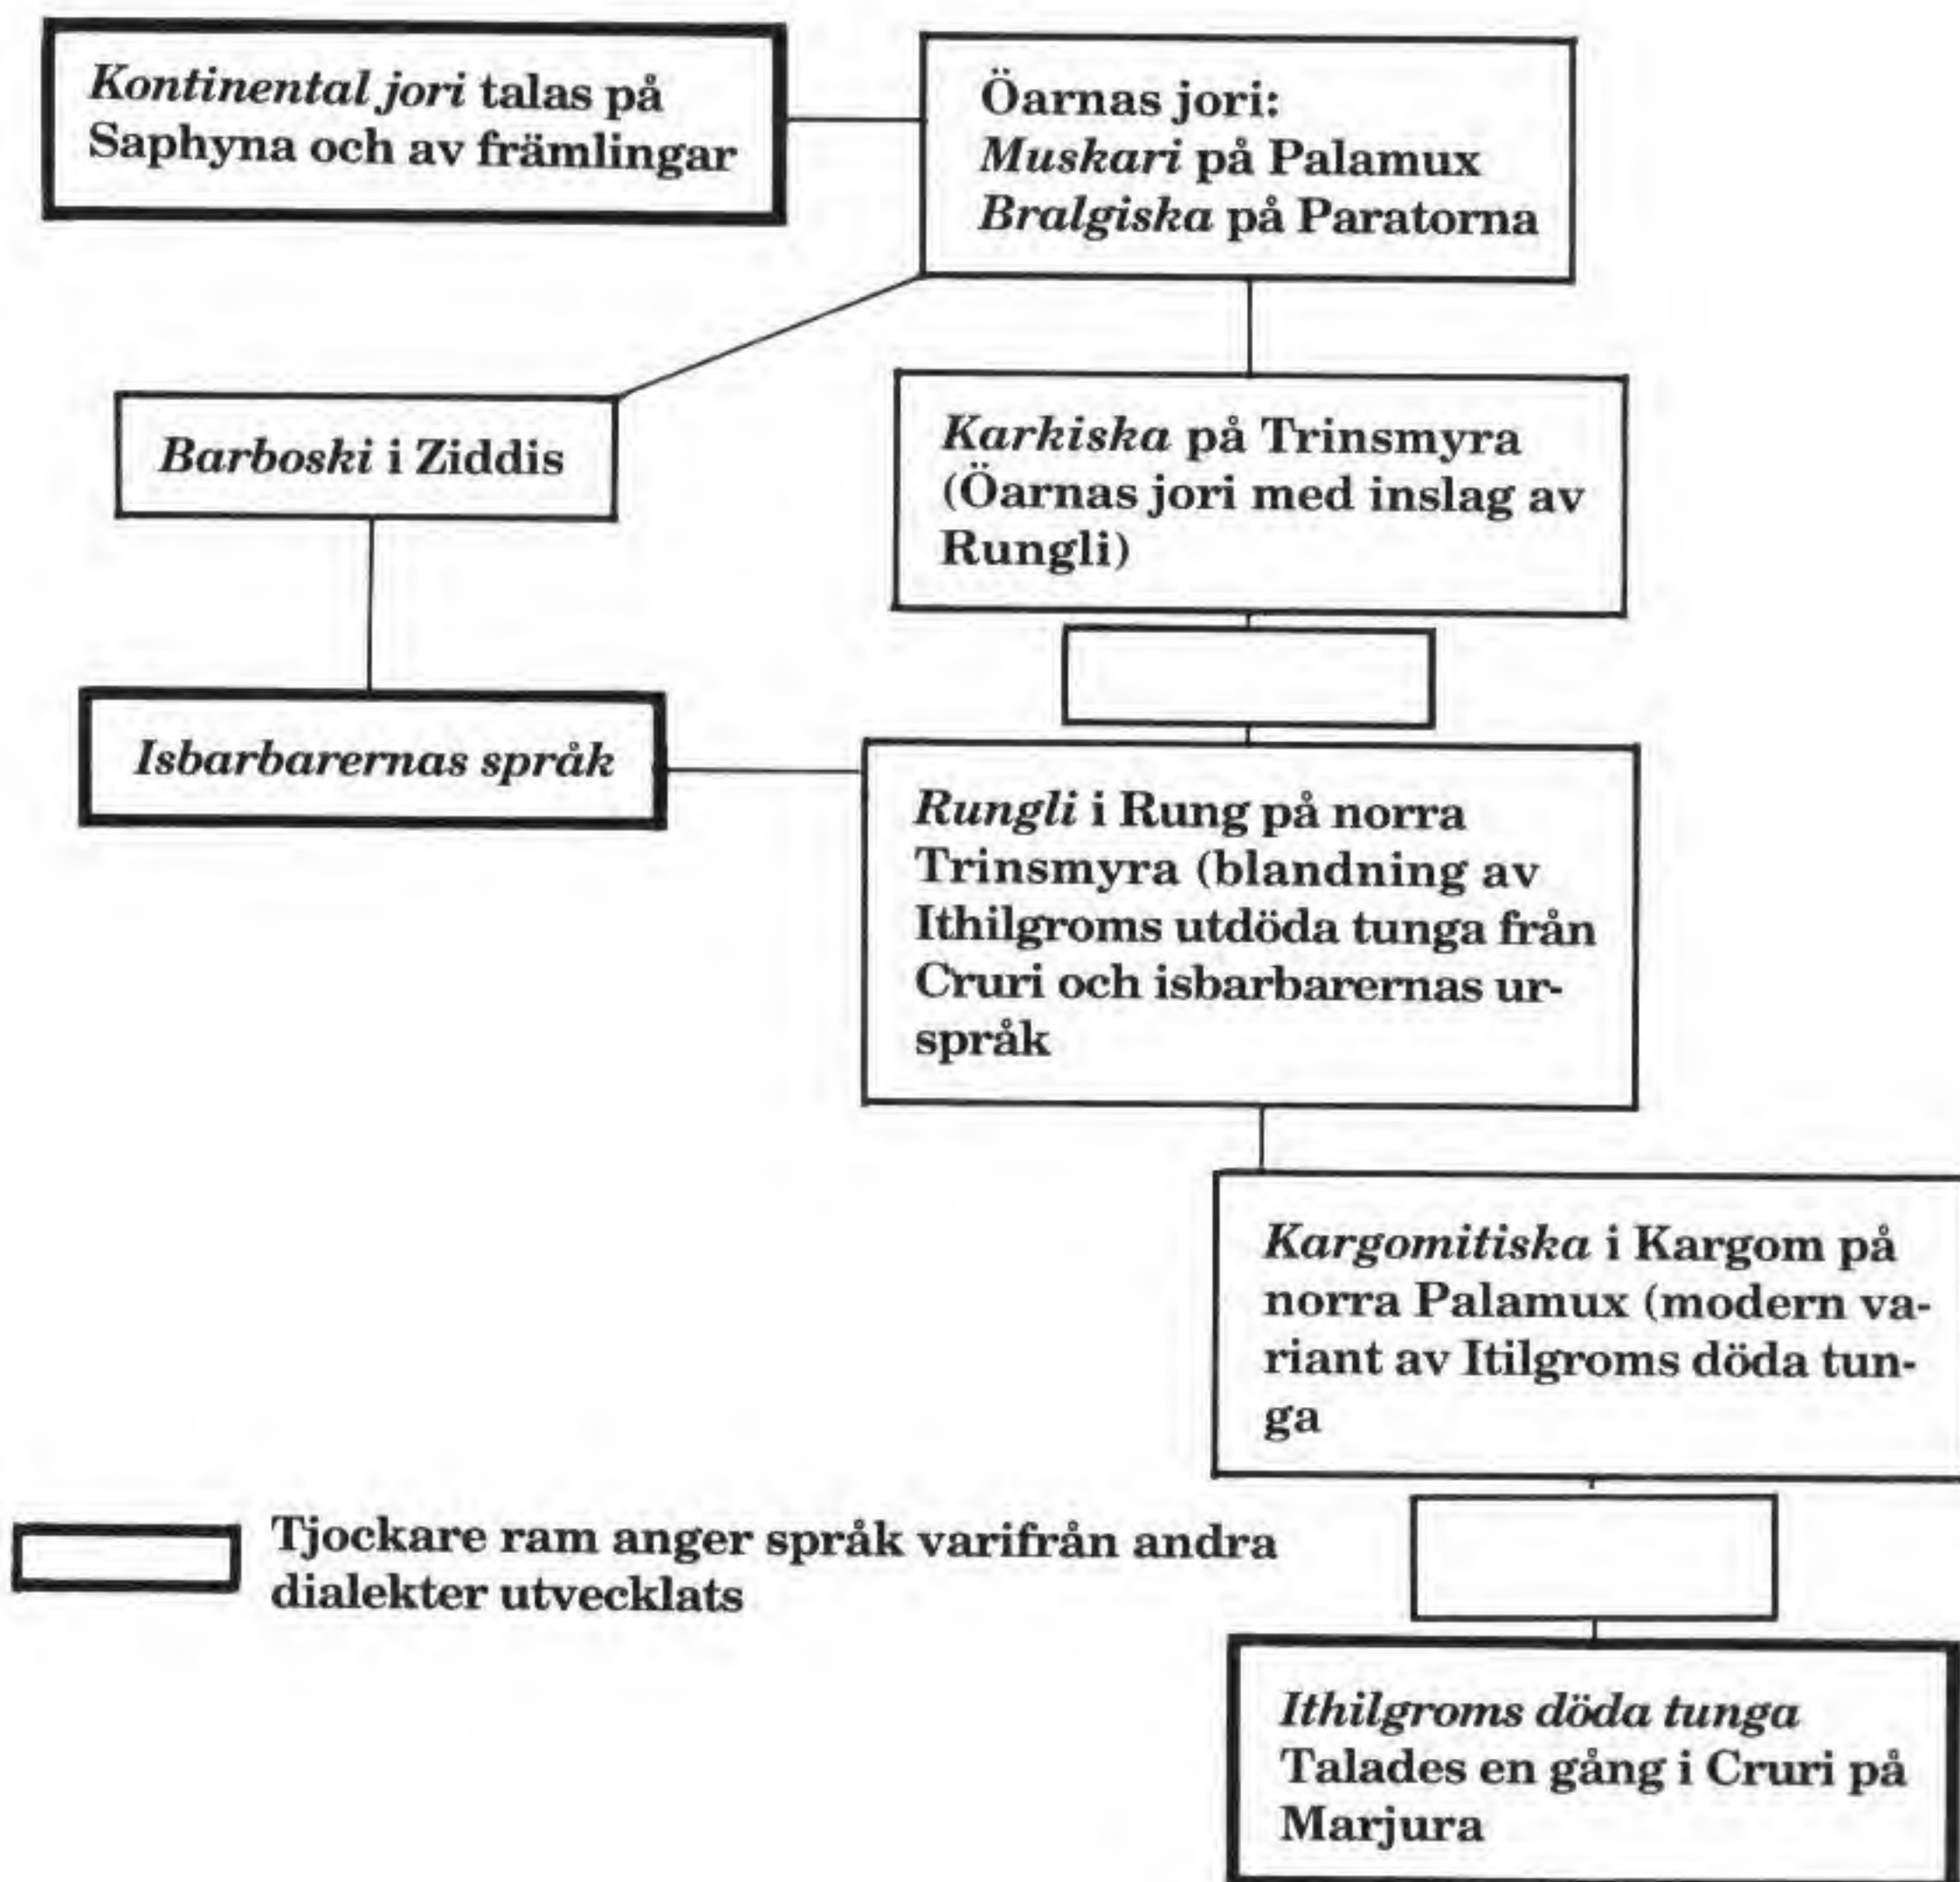 Kontinental jori talas på
Saphyna och av främlingar
Öarnas jori:
Muskari på Palamux
Bralgiska på Paratorna
Barboski i Ziddis
Karkiska på Trinsmyra
(Öarnas jori med inslag av
Rungli)
Isbarbarernas språk
Rungli i Rung på norra
Trinsmyra (blandning av
Ithilgroms utdöda tunga från
Cruri och isbarbarernas ur-
språk
Kargomitiska i Kargom på
norra Palamux (modern va-
riant av Itilgroms döda tun-
ga
Tjockare ram anger språk varifrån andra
dialekter utvecklats
Ithilgroms döda tunga
Talades en gång i Cruri på
Marjura